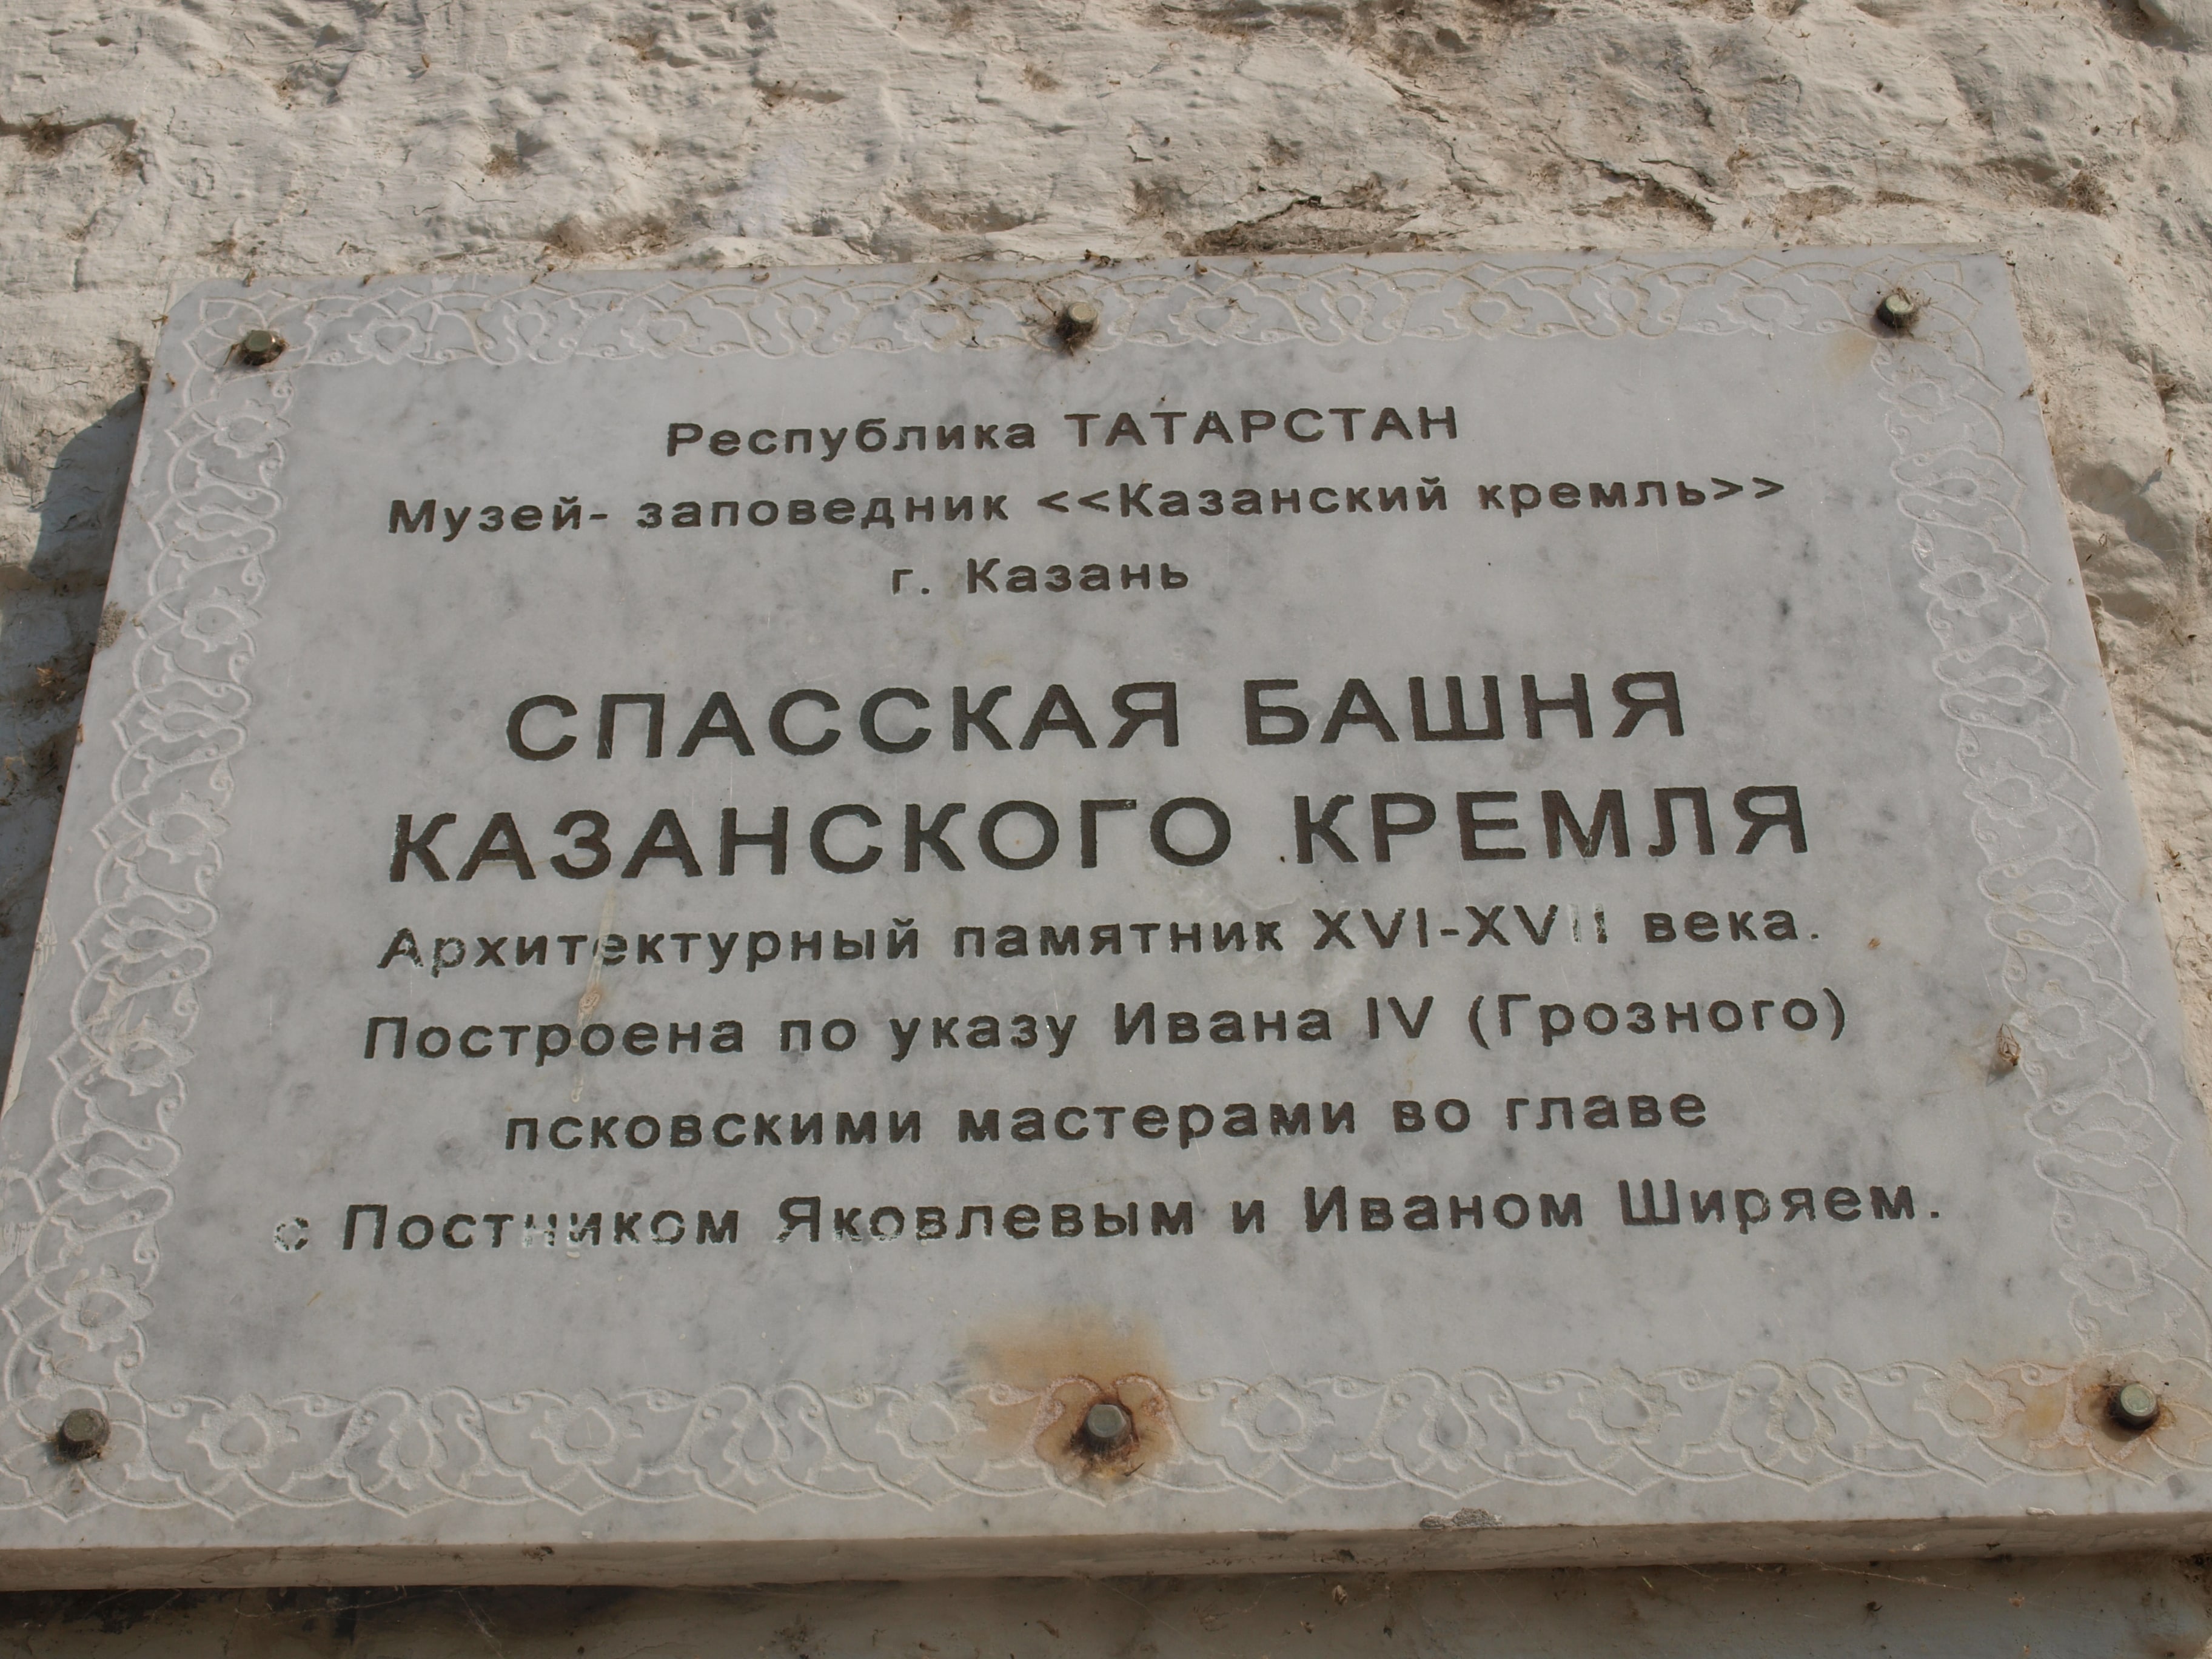 Республика ТАТАРСТАН
Музей- заповедник <<Казанский кремль>>
г. Казань
СПАССКАЯ БАШНЯ
КАЗАНСКОГО КРЕМЛЯ
Архитектурный памятник XVI-XVII века.
Построена по указу Ивана IV (Грозного)
псковскими мастерами во главе
с Постником Яковлевым и Иваном Ширяем.